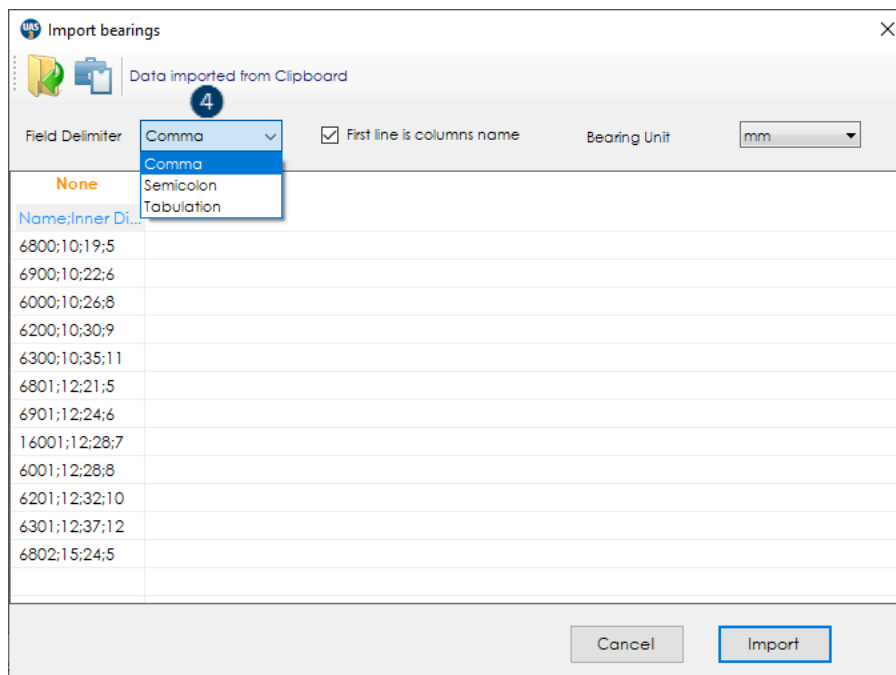 UAS
3
Import bearings
Data imported from Clipboard
4
Field Delimiter
Comma
First line is columns name
Bearing Unit
mm
Comma
Semicolon
Tabulation
None
Name;Inner Di...
6800;10;19;5
6900;10;22;6
6000;10;26;8
6200;10;30;9
6300;10;35;11
6801;12;21;5
6901;12;24;6
16001;12;28;7
6001;12;28;8
6201;12;32;10
6301;12;37;12
6802;15;24;5
Cancel
Import